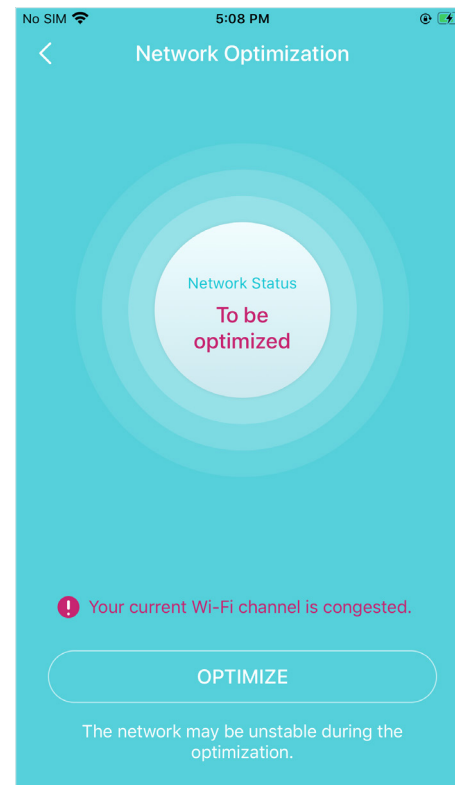 No SIM 5:08 PM
Network Optimization
Network Status
To be
optimized
Your current Wi-Fi channel is congested.
OPTIMIZE
The network may be unstable during the
optimization.